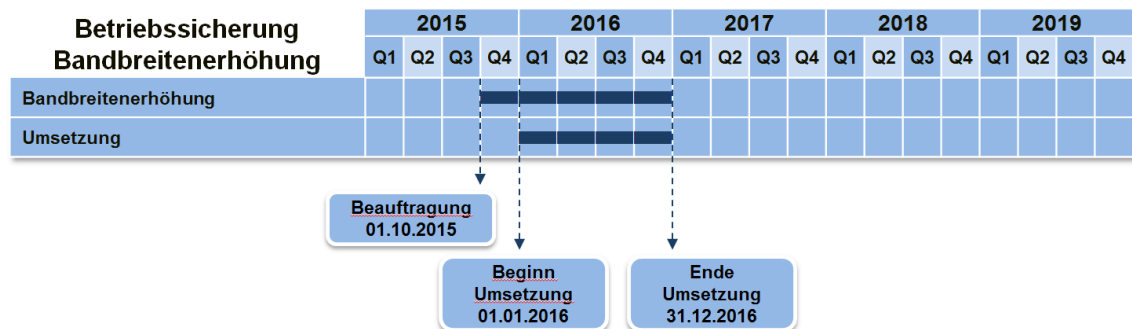 Betriebssicherung
Bandbreitenerhöhung
2015 2016 2017 2018 2019
Q1 Q2 Q3 Q4 Q1 Q2 Q3 Q4 Q1 Q2 Q3 Q4 Q1 Q2 Q3 Q4 Q1 Q2 Q3 Q4
Bandbreitenerhöhung
Umsetzung
Beauftragung
01.10.2015
Beginn
Umsetzung
01.01.2016
Ende
Umsetzung
31.12.2016